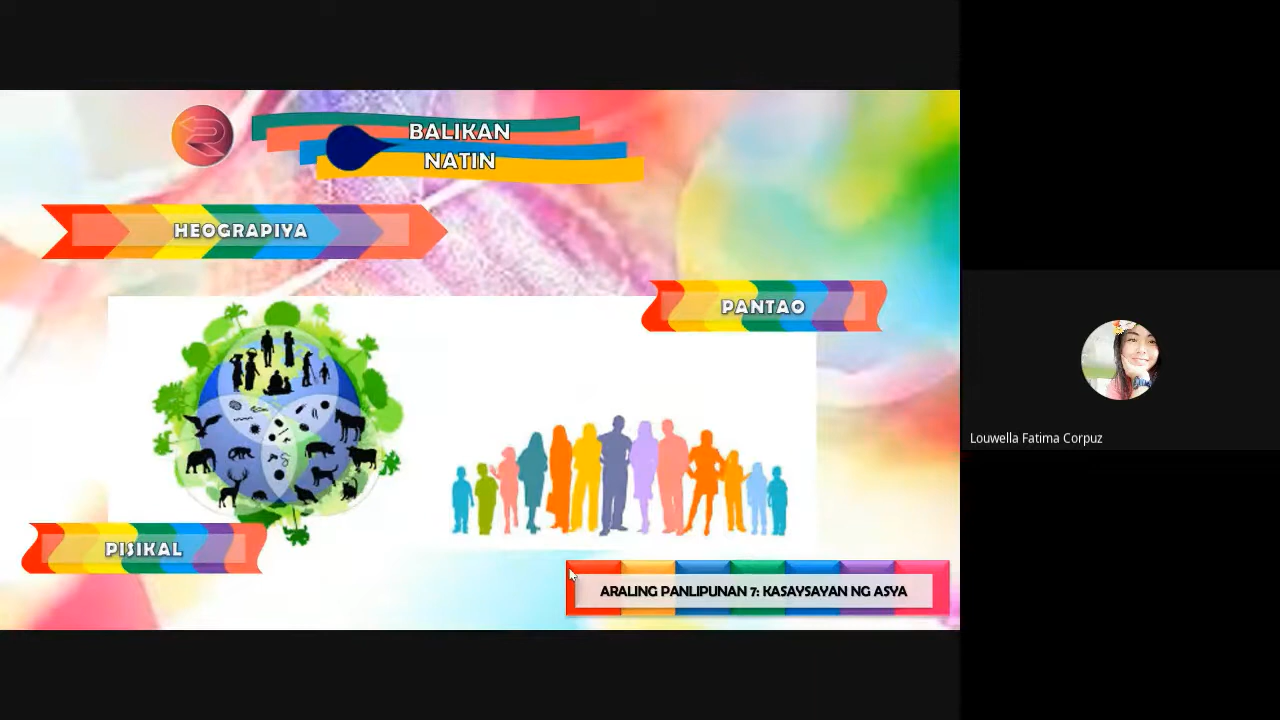 BALIKAN
NATIN
HEOGRAPIYA
PANTAO
PISIKAL
ARALING PANLIPUNAN 7: KASAYSAYAN NG ASYA
Louwella Fatima Corpuz